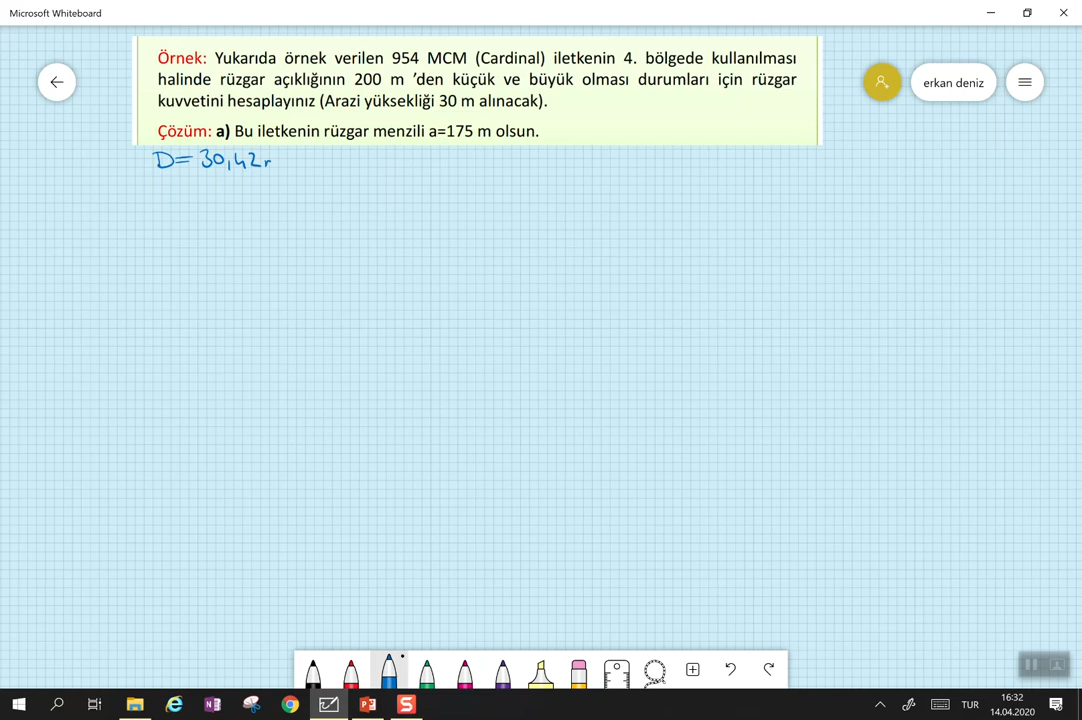 Microsoft Whiteboard
Örnek: Yukarıda örnek verilen 954 MCM (Cardinal) iletkenin 4. bölgede kullanılması
halinde rüzgar açıklığının 200 m ’den küçük ve büyük olması durumları için rüzgar
kuvvetini hesaplayınız (Arazi yüksekliği 30 m alınacak).
erkan deniz
Çözüm: a) Bu iletkenin rüzgar menzili a=175 m olsun.
D= 30,42r
16:32
TUR
14.04.2020